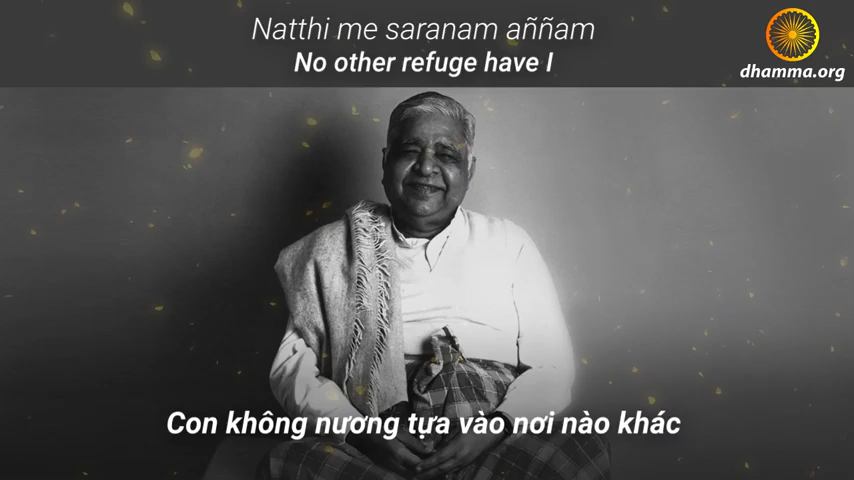 Natthi me saranam aññam
No other refuge have I
dhamma.org
Con không nương tựa vào nơi nào khác